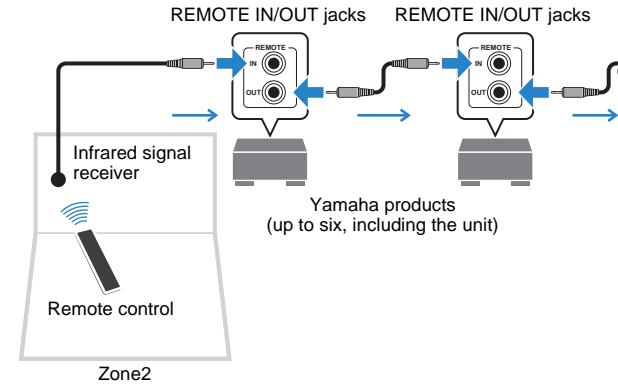 REMOTE IN/OUT jacks
REMOTE IN/OUT jacks
REMOTE
IN
OUT
REMOTE
IN
OUT
Infrared signal
receiver
Yamaha products
(up to six, including the unit)
Remote control
Zone2